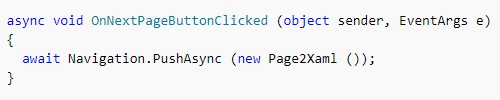 async void OnNextPageButtonClicked (object sender, EventArgs e)
{
  await Navigation.PushAsync (new Page2Xaml ());
}